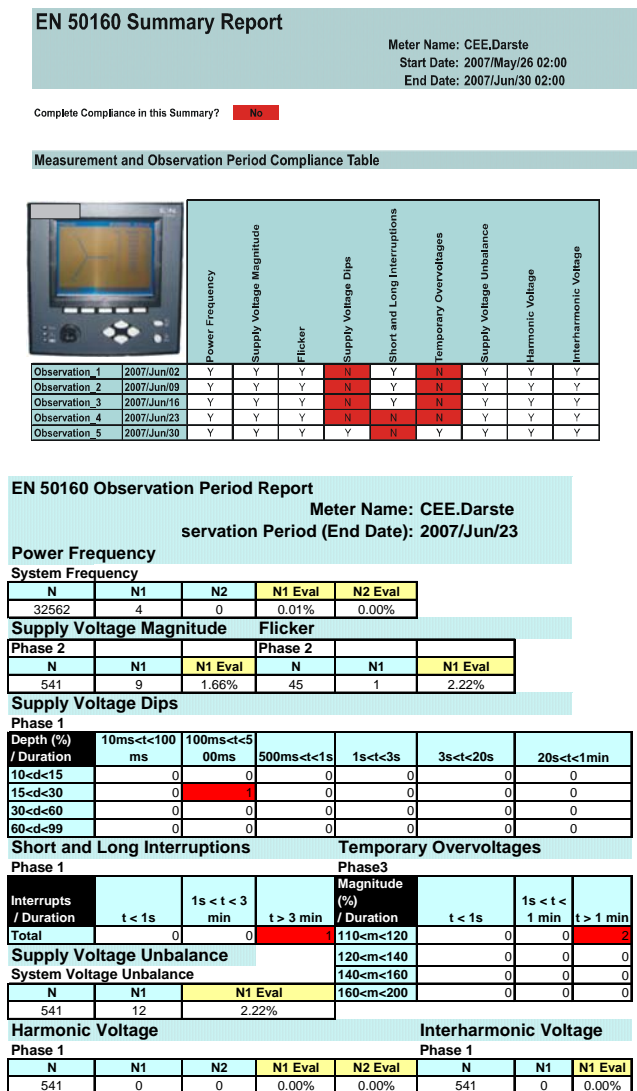 EN 50160 Summary Report
Meter Name: CEE.Darste
Start Date: 2007/May/26 02:00
End Date: 2007/Jun/30 02:00
Complete Compliance in this Summary? No
Measurement and Observation Period Compliance Table
Power Frequency
Supply Voltage Magnitude
Flicker
Supply Voltage Dips
Short and Long Interruptions
Temporary Overvoltages
Supply Voltage Unbalance
Harmonic Voltage
Interharmonic Voltage
Observation_1 2007/Jun/02 Y Y Y N Y N Y Y Y
Observation_2 2007/Jun/09 Y Y Y N Y N Y Y Y
Observation_3 2007/Jun/16 Y Y Y N Y N Y Y Y
Observation_4 2007/Jun/23 Y Y Y N N N Y Y Y
Observation_5 2007/Jun/30 Y Y Y Y N Y Y Y Y
EN 50160 Observation Period Report
Meter Name: CEE.Darste
servation Period (End Date): 2007/Jun/23
Power Frequency
System Frequency
N N1 N2 N1 Eval N2 Eval
32562 4 0 0.01% 0.00%
Supply Voltage Magnitude Flicker
Phase 2 Phase 2
N N1 N1 Eval N N1 N1 Eval
541 9 1.66% 45 1 2.22%
Supply Voltage Dips
Phase 1
Depth (%) 10ms<t<100 100ms<t<5
/ Duration ms 00ms 500ms<t<1s 1s<t<3s 3s<t<20s 20s<t<1min
10<d<15 0 0 0 0 0 0
15<d<30 0 1 0 0 0 0
30<d<60 0 0 0 0 0 0
60<d<99 0 0 0 0 0 0
Short and Long Interruptions Temporary Overvoltages
Phase 1 Phase3
Magnitude
Interrupts 1s < t < 3 (%) 1s < t <
/ Duration t < 1s min t > 3 min / Duration t < 1s 1 min t > 1 min
Total 0 0 1 110<m<120 0 0 2
Supply Voltage Unbalance 120<m<140 0 0 0
System Voltage Unbalance 140<m<160 0 0 0
N N1 N1 Eval 160<m<200 0 0 0
541 12 2.22%
Harmonic Voltage Interharmonic Voltage
Phase 1 Phase 1
N N1 N2 N1 Eval N2 Eval N N1 N1 Eval
541 0 0 0.00% 0.00% 541 0 0.00%